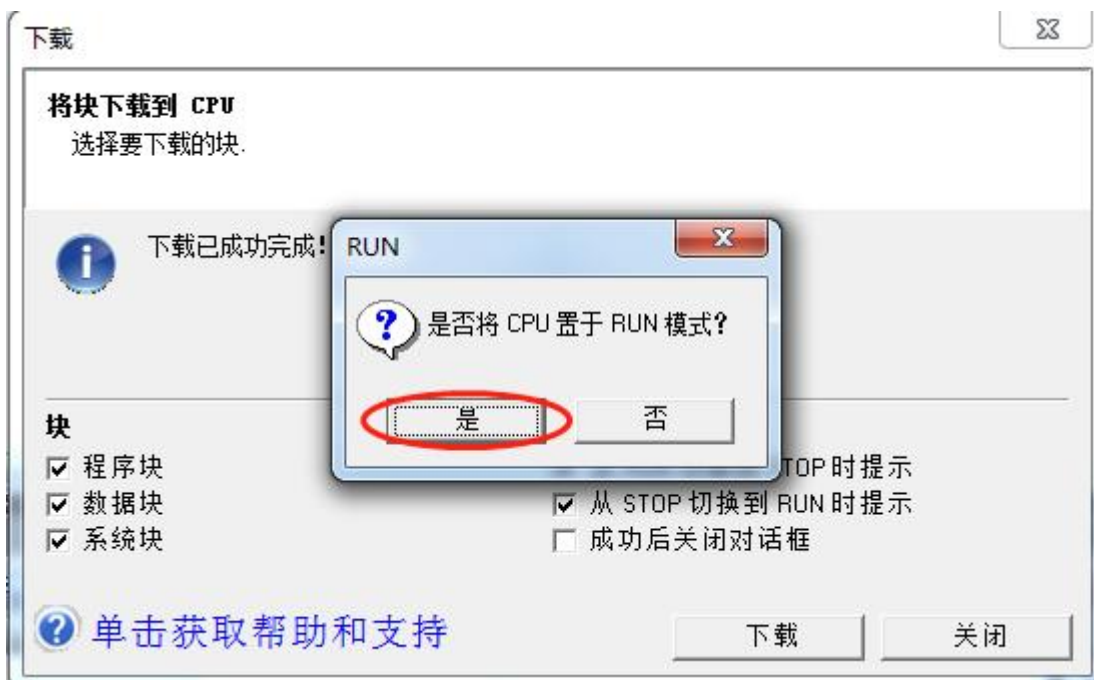 下载
将块下载到 CPU
选择要下载的块.
下载已成功完成!
RUN
是否将 CPU 置于 RUN 模式?
是
否
块
程序块
TOP 时提示
数据块
从 STOP 切换到 RUN 时提示
系统块
成功后关闭对话框
单击获取帮助和支持
下载
关闭